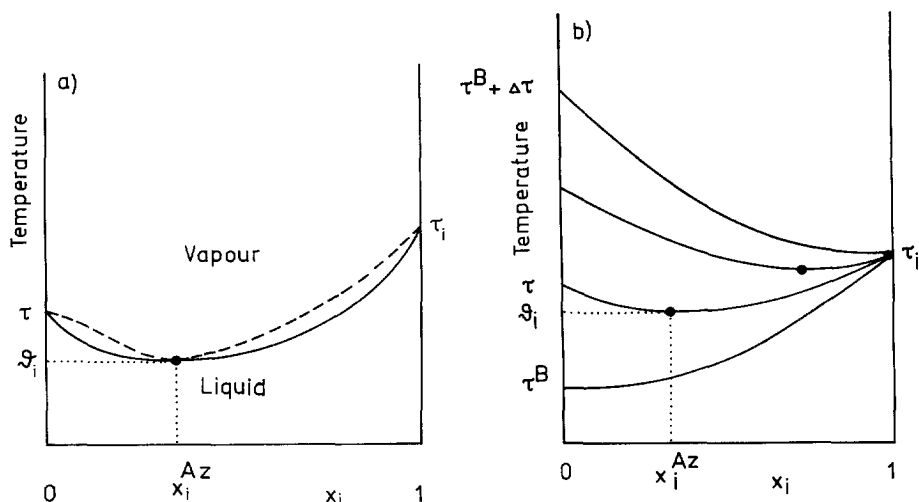 a)
Temperature
Vapour
τᵢ
τ
ϑᵢ
Liquid
0
xᵢᴬᶻ
xᵢ
1
b)
τᴮ + Δτ
Temperature
τᵢ
τ
ϑᵢ
τᴮ
0
xᵢᴬᶻ
xᵢ
1